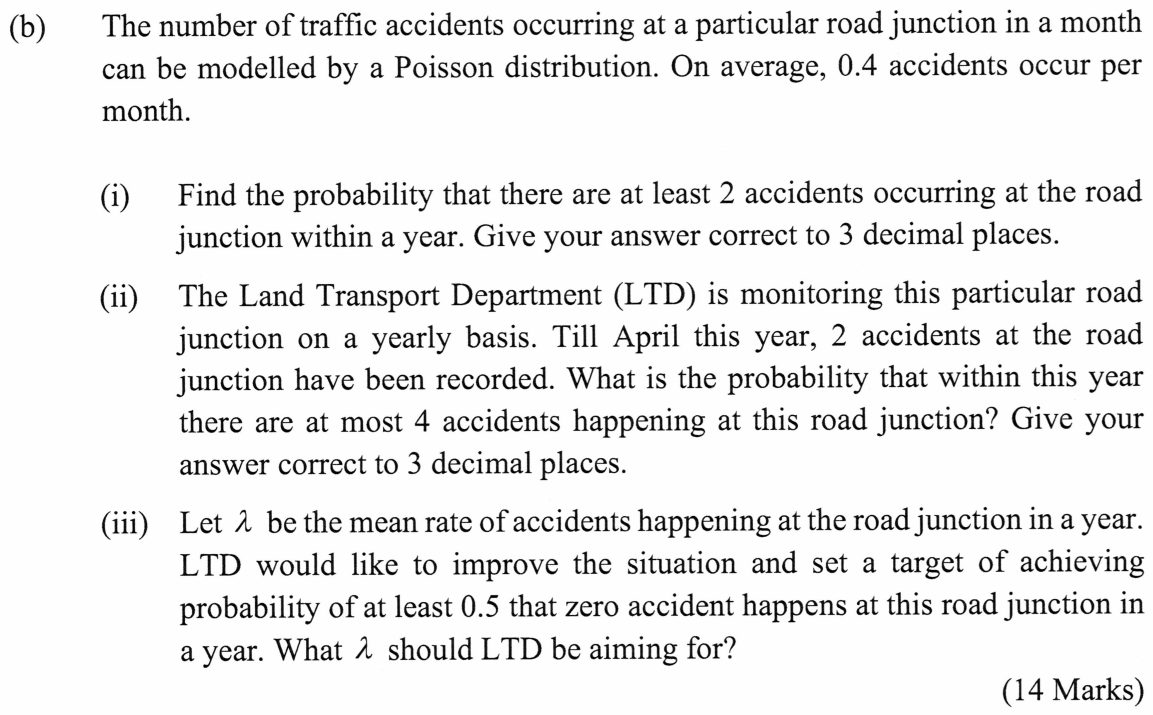 (b) The number of traffic accidents occurring at a particular road junction in a month
can be modelled by a Poisson distribution. On average, 0.4 accidents occur per
month.
(i) Find the probability that there are at least 2 accidents occurring at the road
junction within a year. Give your answer correct to 3 decimal places.
(ii) The Land Transport Department (LTD) is monitoring this particular road
junction on a yearly basis. Till April this year, 2 accidents at the road
junction have been recorded. What is the probability that within this year
there are at most 4 accidents happening at this road junction? Give your
answer correct to 3 decimal places.
(iii) Let λ be the mean rate of accidents happening at the road junction in a year.
LTD would like to improve the situation and set a target of achieving
probability of at least 0.5 that zero accident happens at this road junction in
a year. What λ should LTD be aiming for?
(14 Marks)